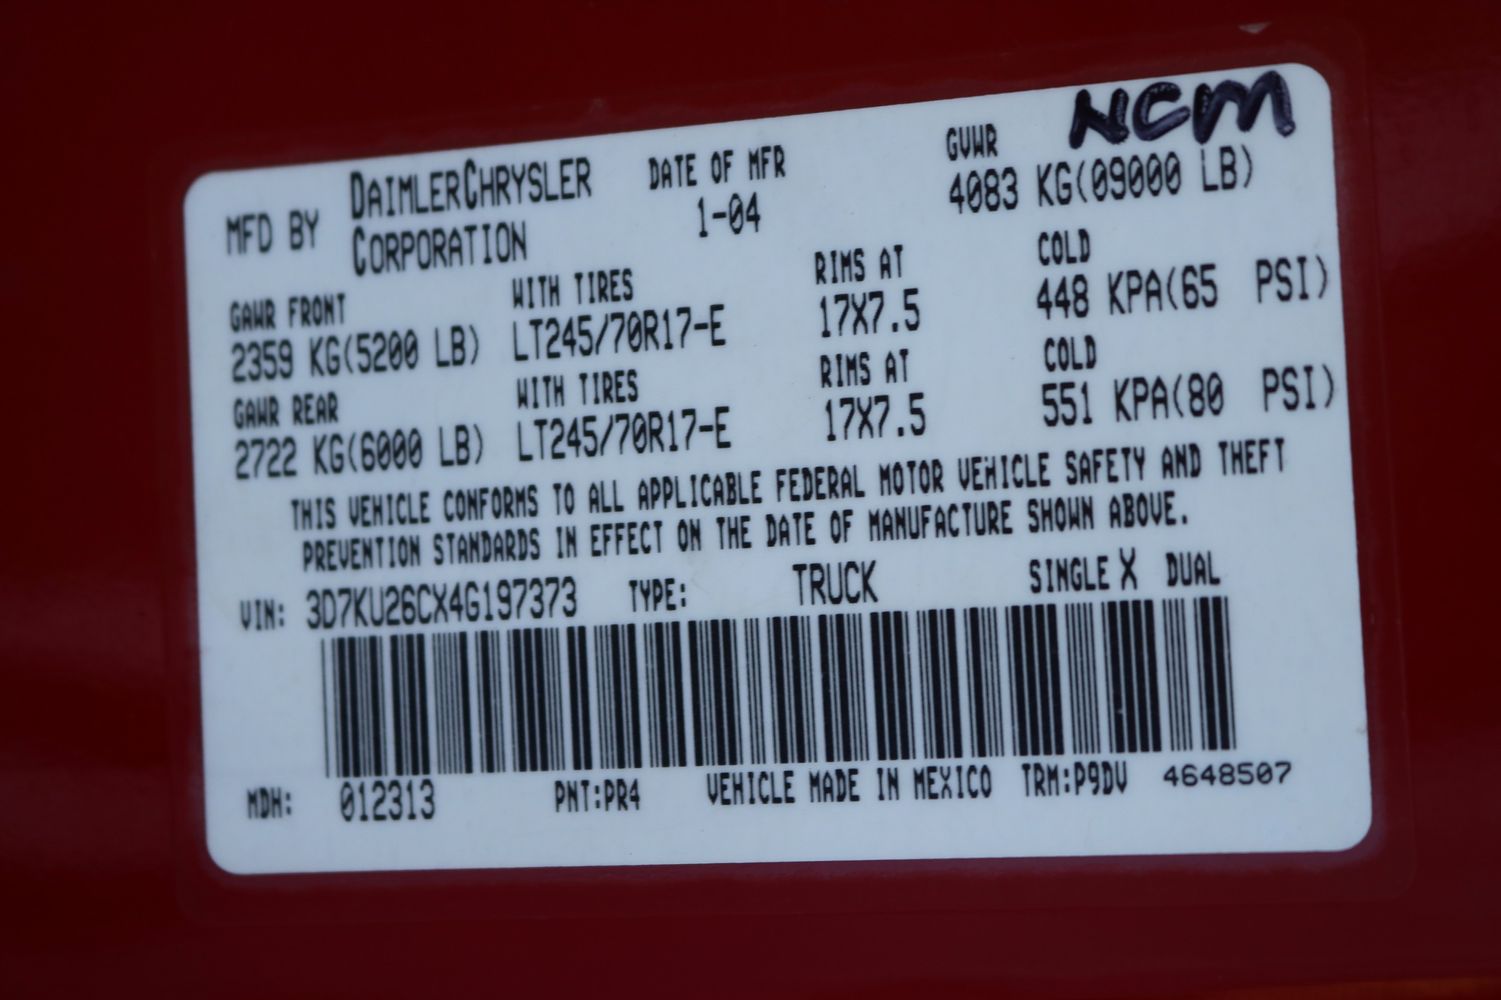 NCM
MFD BY DAIMLERCHRYSLER CORPORATION DATE OF MFR 1-04 GVWR 4083 KG(09000 LB)
GAWR FRONT WITH TIRES RIMS AT COLD
2359 KG(5200 LB) LT245/70R17-E 17X7.5 448 KPA(65 PSI)
GAWR REAR WITH TIRES RIMS AT COLD
2722 KG(6000 LB) LT245/70R17-E 17X7.5 551 KPA(80 PSI)
THIS VEHICLE CONFORMS TO ALL APPLICABLE FEDERAL MOTOR VEHICLE SAFETY AND THEFT
PREVENTION STANDARDS IN EFFECT ON THE DATE OF MANUFACTURE SHOWN ABOVE.
VIN: 3D7KU26CX4G197373 TYPE: TRUCK SINGLE X DUAL
MDH: 012313 PNT:PR4 VEHICLE MADE IN MEXICO TRM:P9DV 4648507